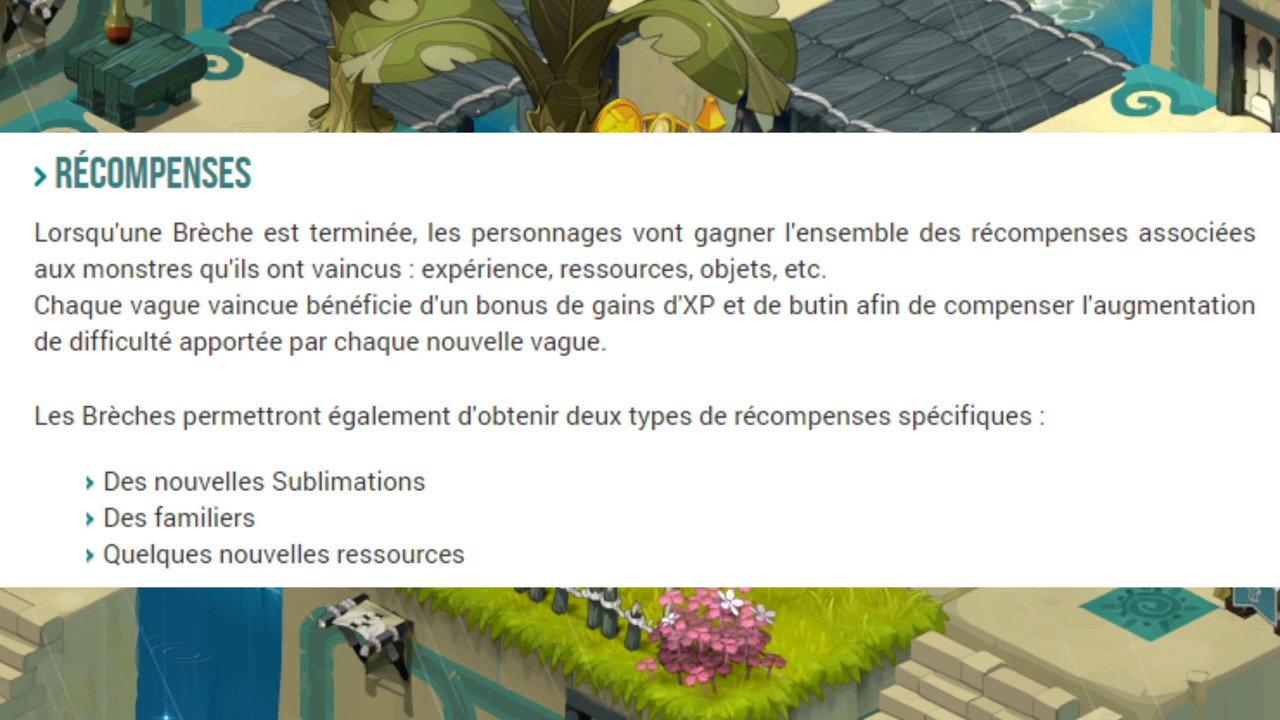 › RÉCOMPENSES
Lorsqu'une Brèche est terminée, les personnages vont gagner l'ensemble des récompenses associées
aux monstres qu'ils ont vaincus : expérience, ressources, objets, etc.
Chaque vague vaincue bénéficie d'un bonus de gains d'XP et de butin afin de compenser l'augmentation
de difficulté apportée par chaque nouvelle vague.
Les Brèches permettront également d'obtenir deux types de récompenses spécifiques :
› Des nouvelles Sublimations
› Des familiers
› Quelques nouvelles ressources